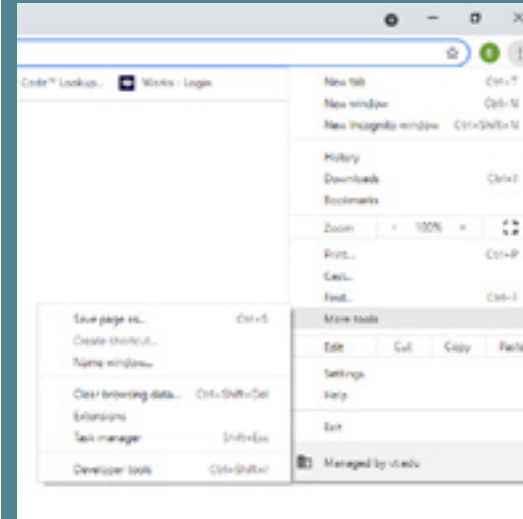 Code™ Lookup... Works - Login
New tab Ctrl+T
New window Ctrl+N
New Incognito window Ctrl+Shift+N
History
Downloads Ctrl+J
Bookmarks
Zoom - 100% +
Print... Ctrl+P
Cast...
Find... Ctrl+F
More tools
Edit Cut Copy Paste
Settings
Help
Exit
Managed by vt.edu
Save page as... Ctrl+S
Create shortcut...
Name window...
Clear browsing data... Ctrl+Shift+Del
Extensions
Task manager Shift+Esc
Developer tools Ctrl+Shift+I